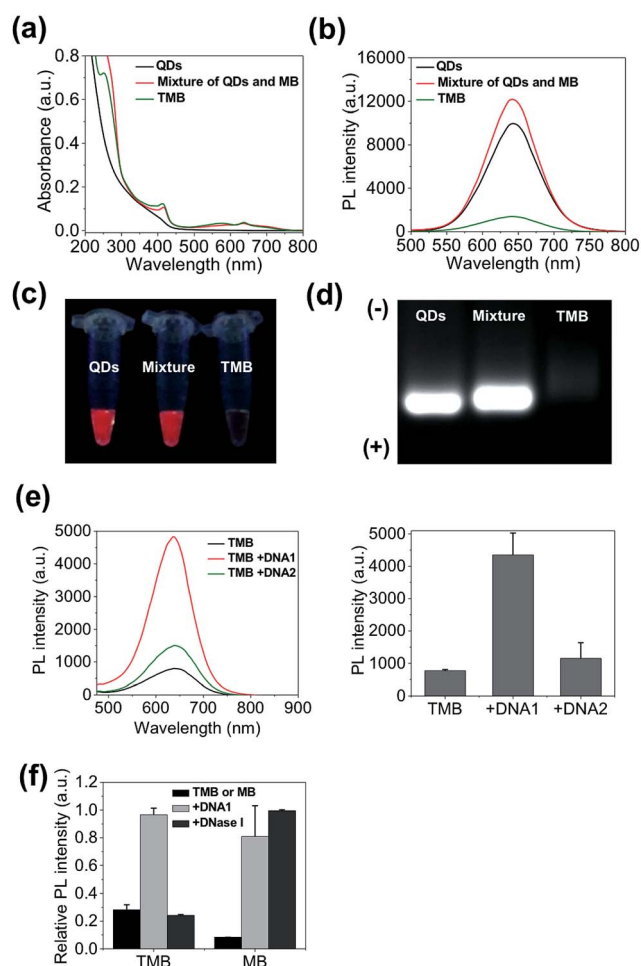 (a)
0.8
0.6
0.4
0.2
0.0
Absorbance (a.u.)
QDs
Mixture of QDs and MB
TMB
200 300 400 500 600 700 800
Wavelength (nm)
(b)
16000
12000
8000
4000
0
PL intensity (a.u.)
QDs
Mixture of QDs and MB
TMB
500 550 600 650 700 750 800
Wavelength (nm)
(c)
QDs Mixture TMB
(d)
(-)
QDs Mixture TMB
(+)
(e)
5000
4000
3000
2000
1000
0
PL intensity (a.u.)
TMB
TMB +DNA1
TMB +DNA2
500 600 700 800 900
Wavelength (nm)
5000
4000
3000
2000
1000
0
PL intensity (a.u.)
TMB +DNA1 +DNA2
(f)
1.2
1.0
0.8
0.6
0.4
0.2
0.0
Relative PL intensity (a.u.)
TMB or MB
+DNA1
+DNase I
TMB MB